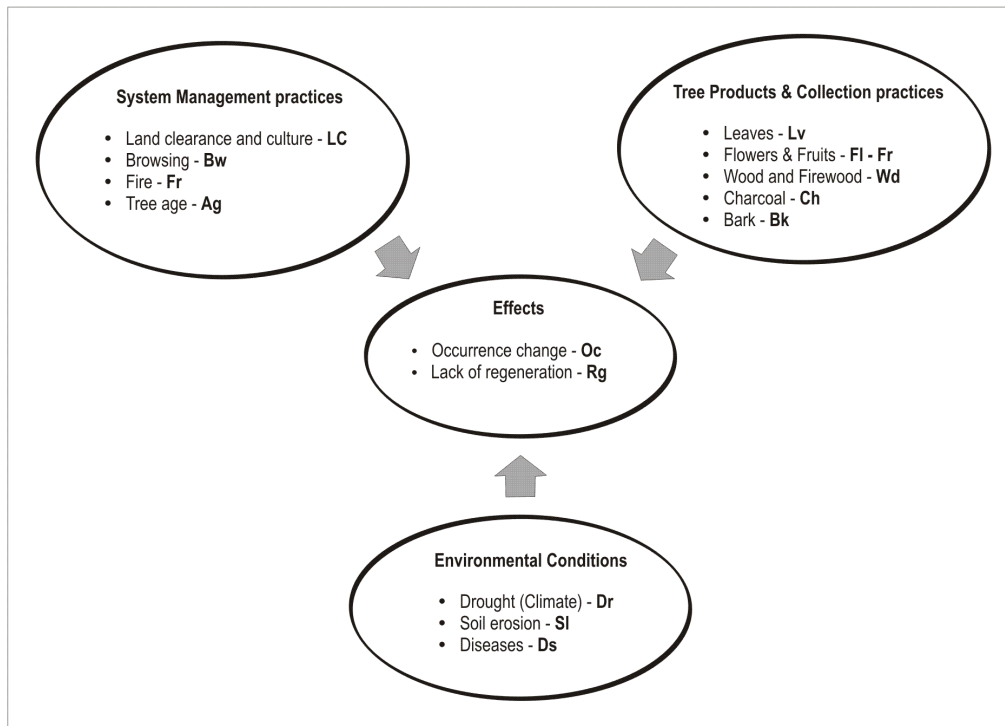 System Management practices
• Land clearance and culture - LC
• Browsing - Bw
• Fire - Fr
• Tree age - Ag
Tree Products & Collection practices
• Leaves - Lv
• Flowers & Fruits - Fl - Fr
• Wood and Firewood - Wd
• Charcoal - Ch
• Bark - Bk
Effects
• Occurrence change - Oc
• Lack of regeneration - Rg
Environmental Conditions
• Drought (Climate) - Dr
• Soil erosion - Sl
• Diseases - Ds